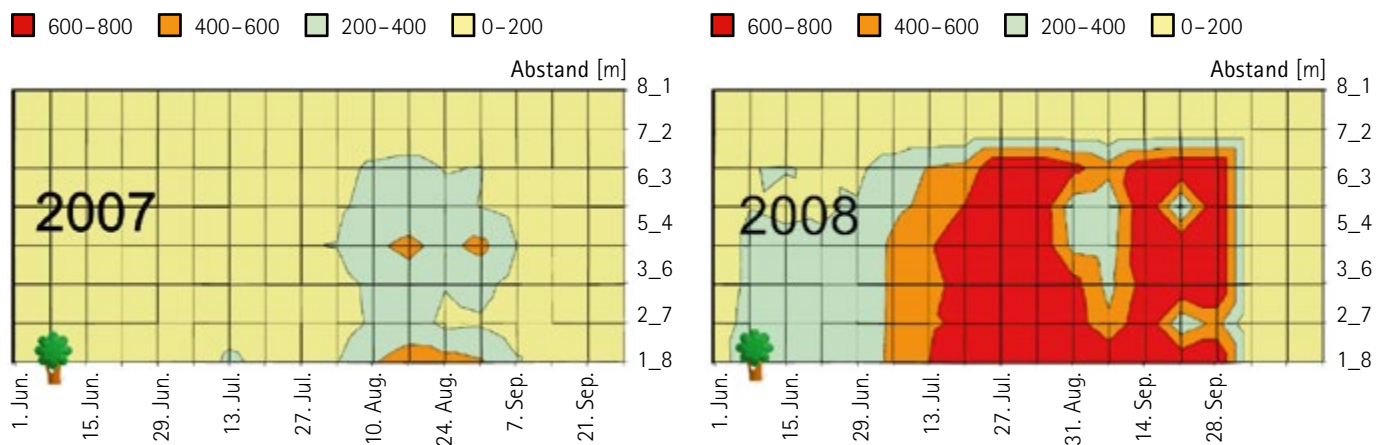 600–800 400–600 200–400 0–200
Abstand [m]
8_1
7_2
6_3
5_4
3_6
2_7
1_8
2007
1. Jun. 15. Jun. 29. Jun. 13. Jul. 27. Jul. 10. Aug. 24. Aug. 7. Sep. 21. Sep.
600–800 400–600 200–400 0–200
Abstand [m]
8_1
7_2
6_3
5_4
3_6
2_7
1_8
2008
1. Jun. 15. Jun. 29. Jun. 13. Jul. 27. Jul. 31. Aug. 14. Sep. 28. Sep.